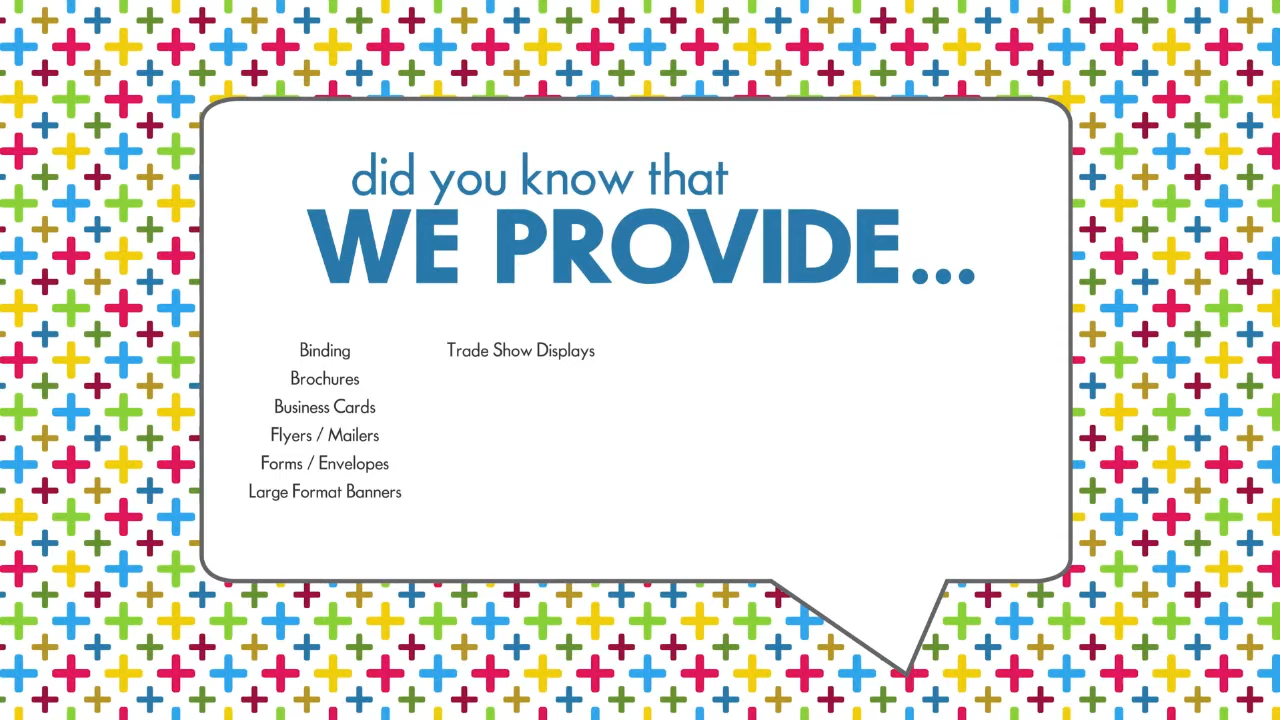 did you know that
WE PROVIDE...
Binding
Brochures
Business Cards
Flyers / Mailers
Forms / Envelopes
Large Format Banners
Trade Show Displays